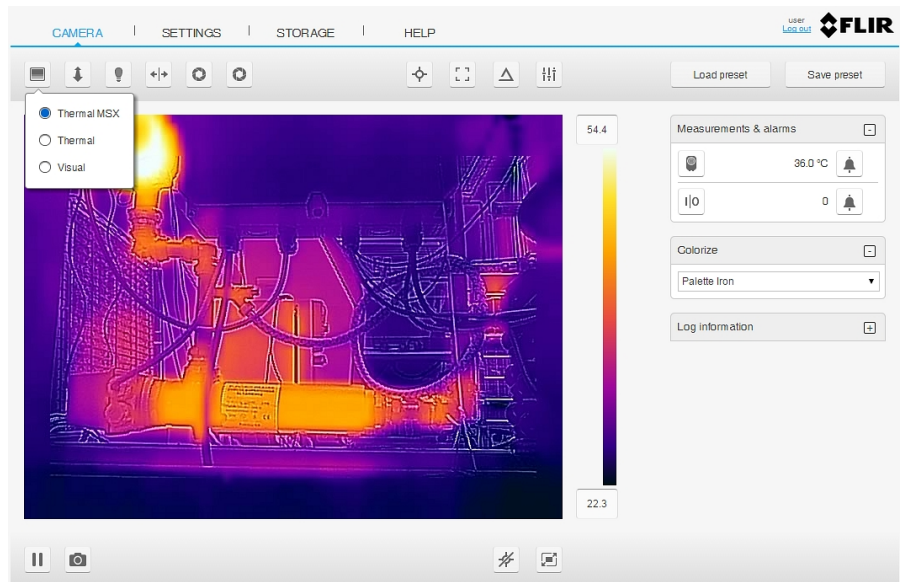 CAMERA
SETTINGS
STORAGE
HELP
user
Log out
FLIR
Load preset
Save preset
Thermal MSX
Thermal
Visual
54.4
22.3
Measurements & alarms
-
36.0 °C
I|O
0
Colorize
-
Palette Iron
Log information
+